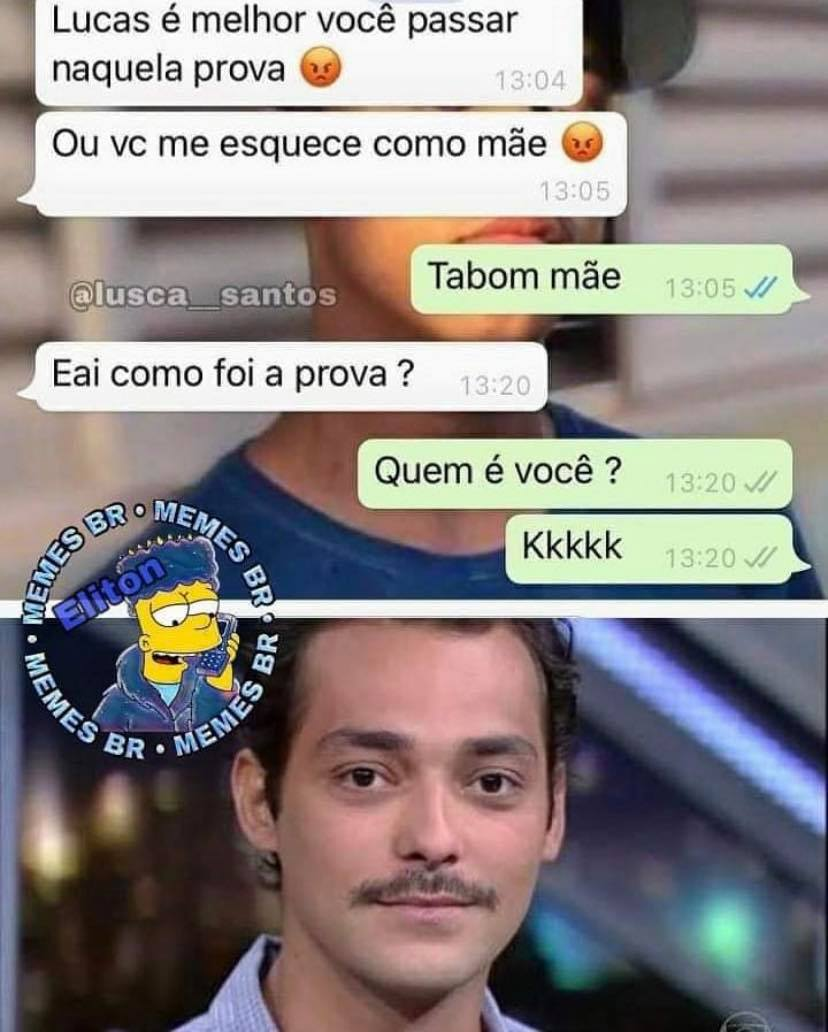 Lucas é melhor você passar
naquela prova 😡 13:04
Ou vc me esquece como mãe 😡
13:05
Tabom mãe 13:05
@lusca__santos
Eai como foi a prova ? 13:20
Quem é você ? 13:20
Kkkkk 13:20
MEMES BR • MEMES BR • MEMES BR • MEMES BR •
Eliton